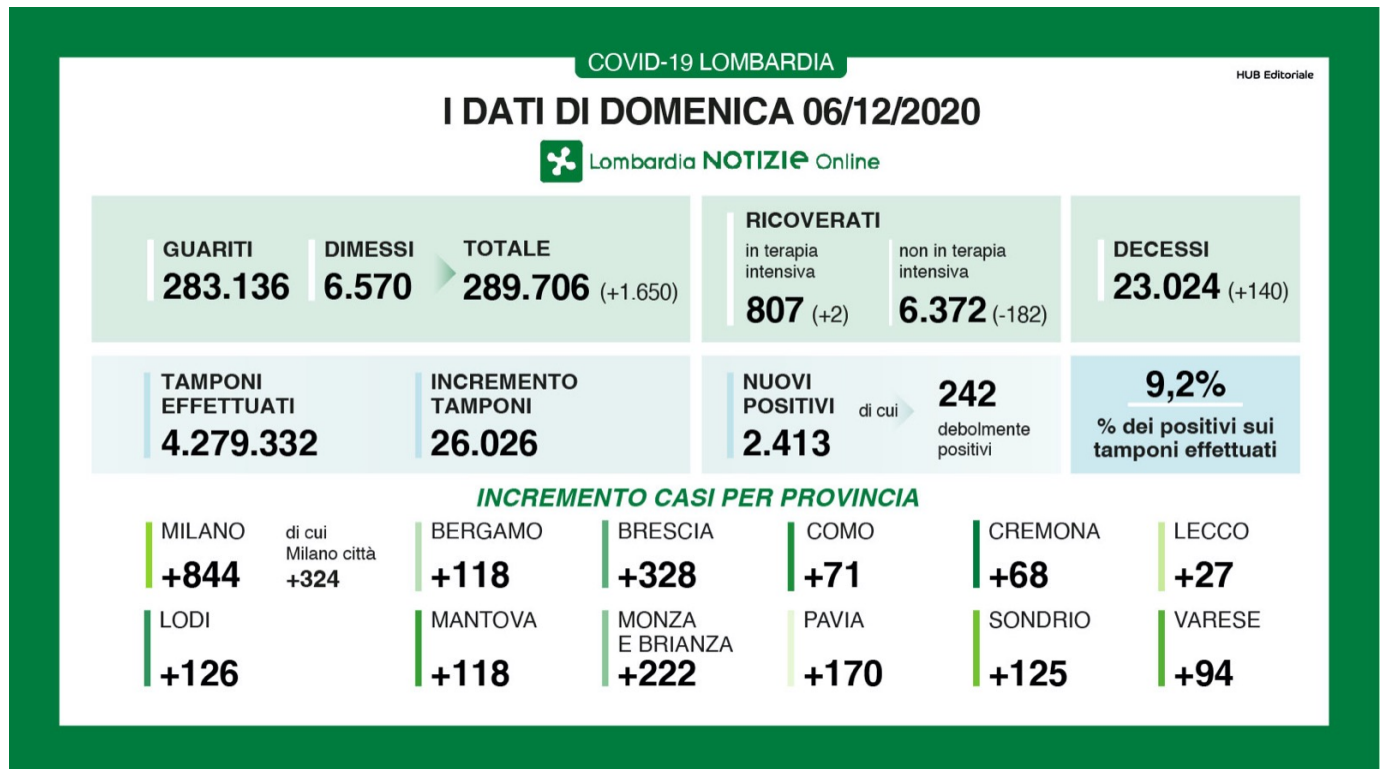 COVID-19 LOMBARDIA
HUB Editoriale
I DATI DI DOMENICA 06/12/2020
Lombardia NOTIZIE Online
GUARITI
283.136
DIMESSI
6.570
TOTALE
289.706 (+1.650)
RICOVERATI
in terapia
intensiva
807 (+2)
non in terapia
intensiva
6.372 (-182)
DECESSI
23.024 (+140)
TAMPONI
EFFETTUATI
4.279.332
INCREMENTO
TAMPONI
26.026
NUOVI
POSITIVI
2.413
di cui
242
debolmente
positivi
9,2%
% dei positivi sui
tamponi effettuati
INCREMENTO CASI PER PROVINCIA
MILANO
+844
di cui
Milano città
+324
BERGAMO
+118
BRESCIA
+328
COMO
+71
CREMONA
+68
LECCO
+27
LODI
+126
MANTOVA
+118
MONZA
E BRIANZA
+222
PAVIA
+170
SONDRIO
+125
VARESE
+94